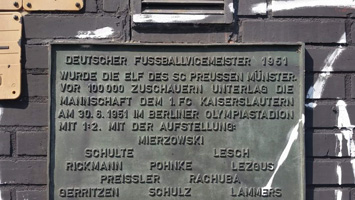 DEUTSCHER FUSSBALLVICEMEISTER 1951
WURDE DIE ELF DES SC PREUSSEN MÜNSTER.
VOR 100 000 ZUSCHAUERN UNTERLAG DIE
MANNSCHAFT DEM 1. FC KAISERSLAUTERN
AM 30. 6. 1951 IM BERLINER OLYMPIASTADION
MIT 1:2. MIT DER AUFSTELLUNG:
MIERZOWSKI
SCHULTE LESCH
RICKMANN POHNKE LEZGUS
PREISSLER RACHUBA
GERRITZEN SCHULZ LAMMERS